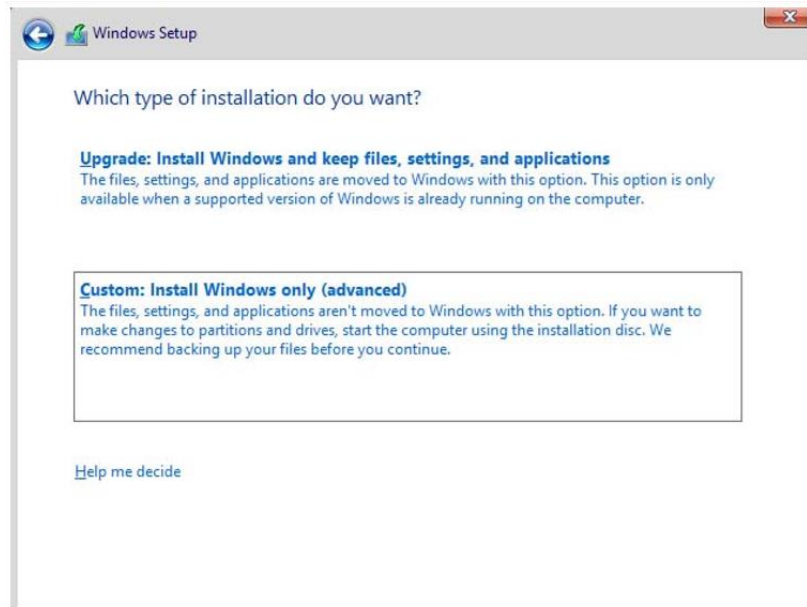 Windows Setup
Which type of installation do you want?
Upgrade: Install Windows and keep files, settings, and applications
The files, settings, and applications are moved to Windows with this option. This option is only
available when a supported version of Windows is already running on the computer.
Custom: Install Windows only (advanced)
The files, settings, and applications aren't moved to Windows with this option. If you want to
make changes to partitions and drives, start the computer using the installation disc. We
recommend backing up your files before you continue.
Help me decide